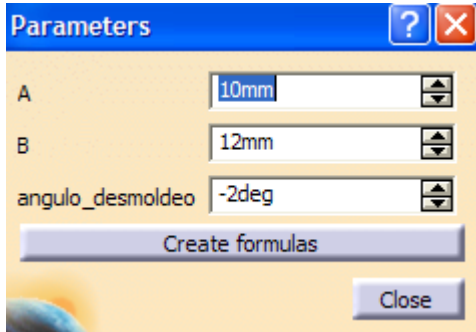 Parameters
A 10mm
B 12mm
angulo_desmoldeo -2deg
Create formulas
Close